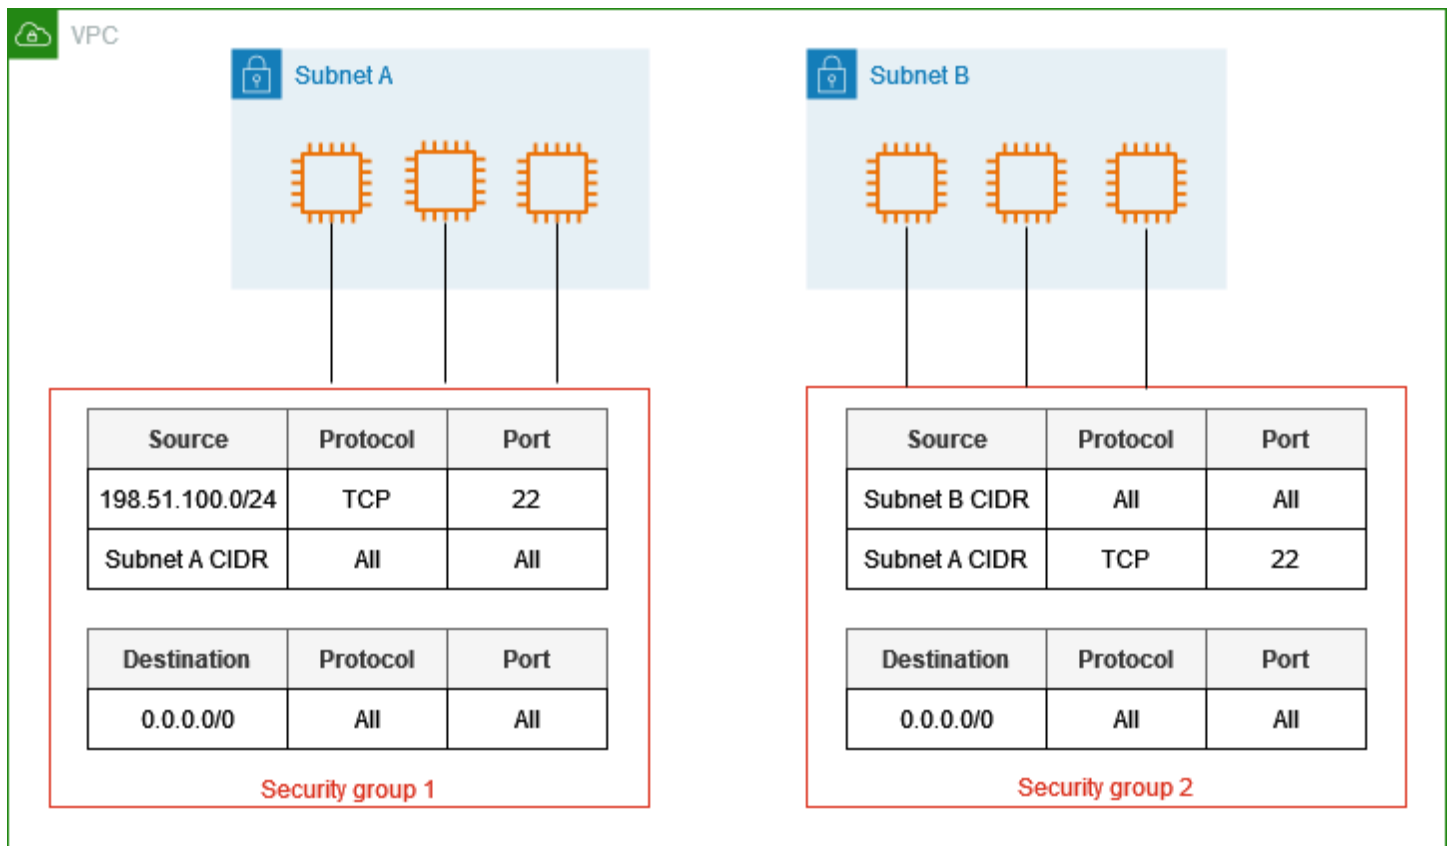 VPC
Subnet A
Subnet B
Source Protocol Port
198.51.100.0/24 TCP 22
Subnet A CIDR All All
Destination Protocol Port
0.0.0.0/0 All All
Security group 1
Source Protocol Port
Subnet B CIDR All All
Subnet A CIDR TCP 22
Destination Protocol Port
0.0.0.0/0 All All
Security group 2